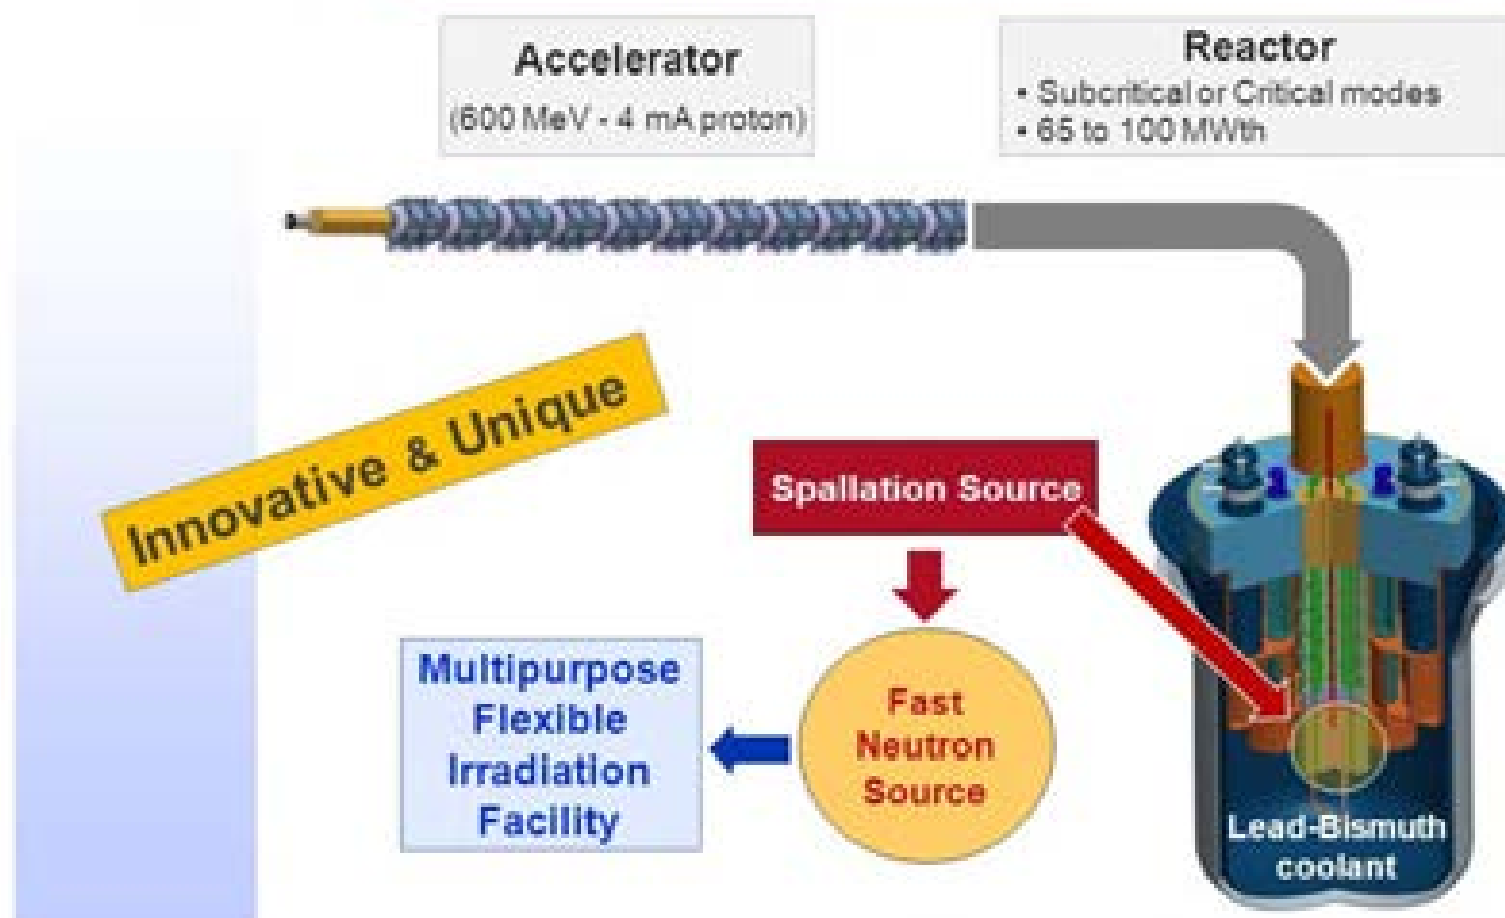 Accelerator
(600 MeV - 4 mA proton)
Reactor
• Subcritical or Critical modes
• 65 to 100 MWth
Innovative & Unique
Spallation Source
Multipurpose
Flexible
Irradiation
Facility
Fast
Neutron
Source
Lead-Bismuth
coolant